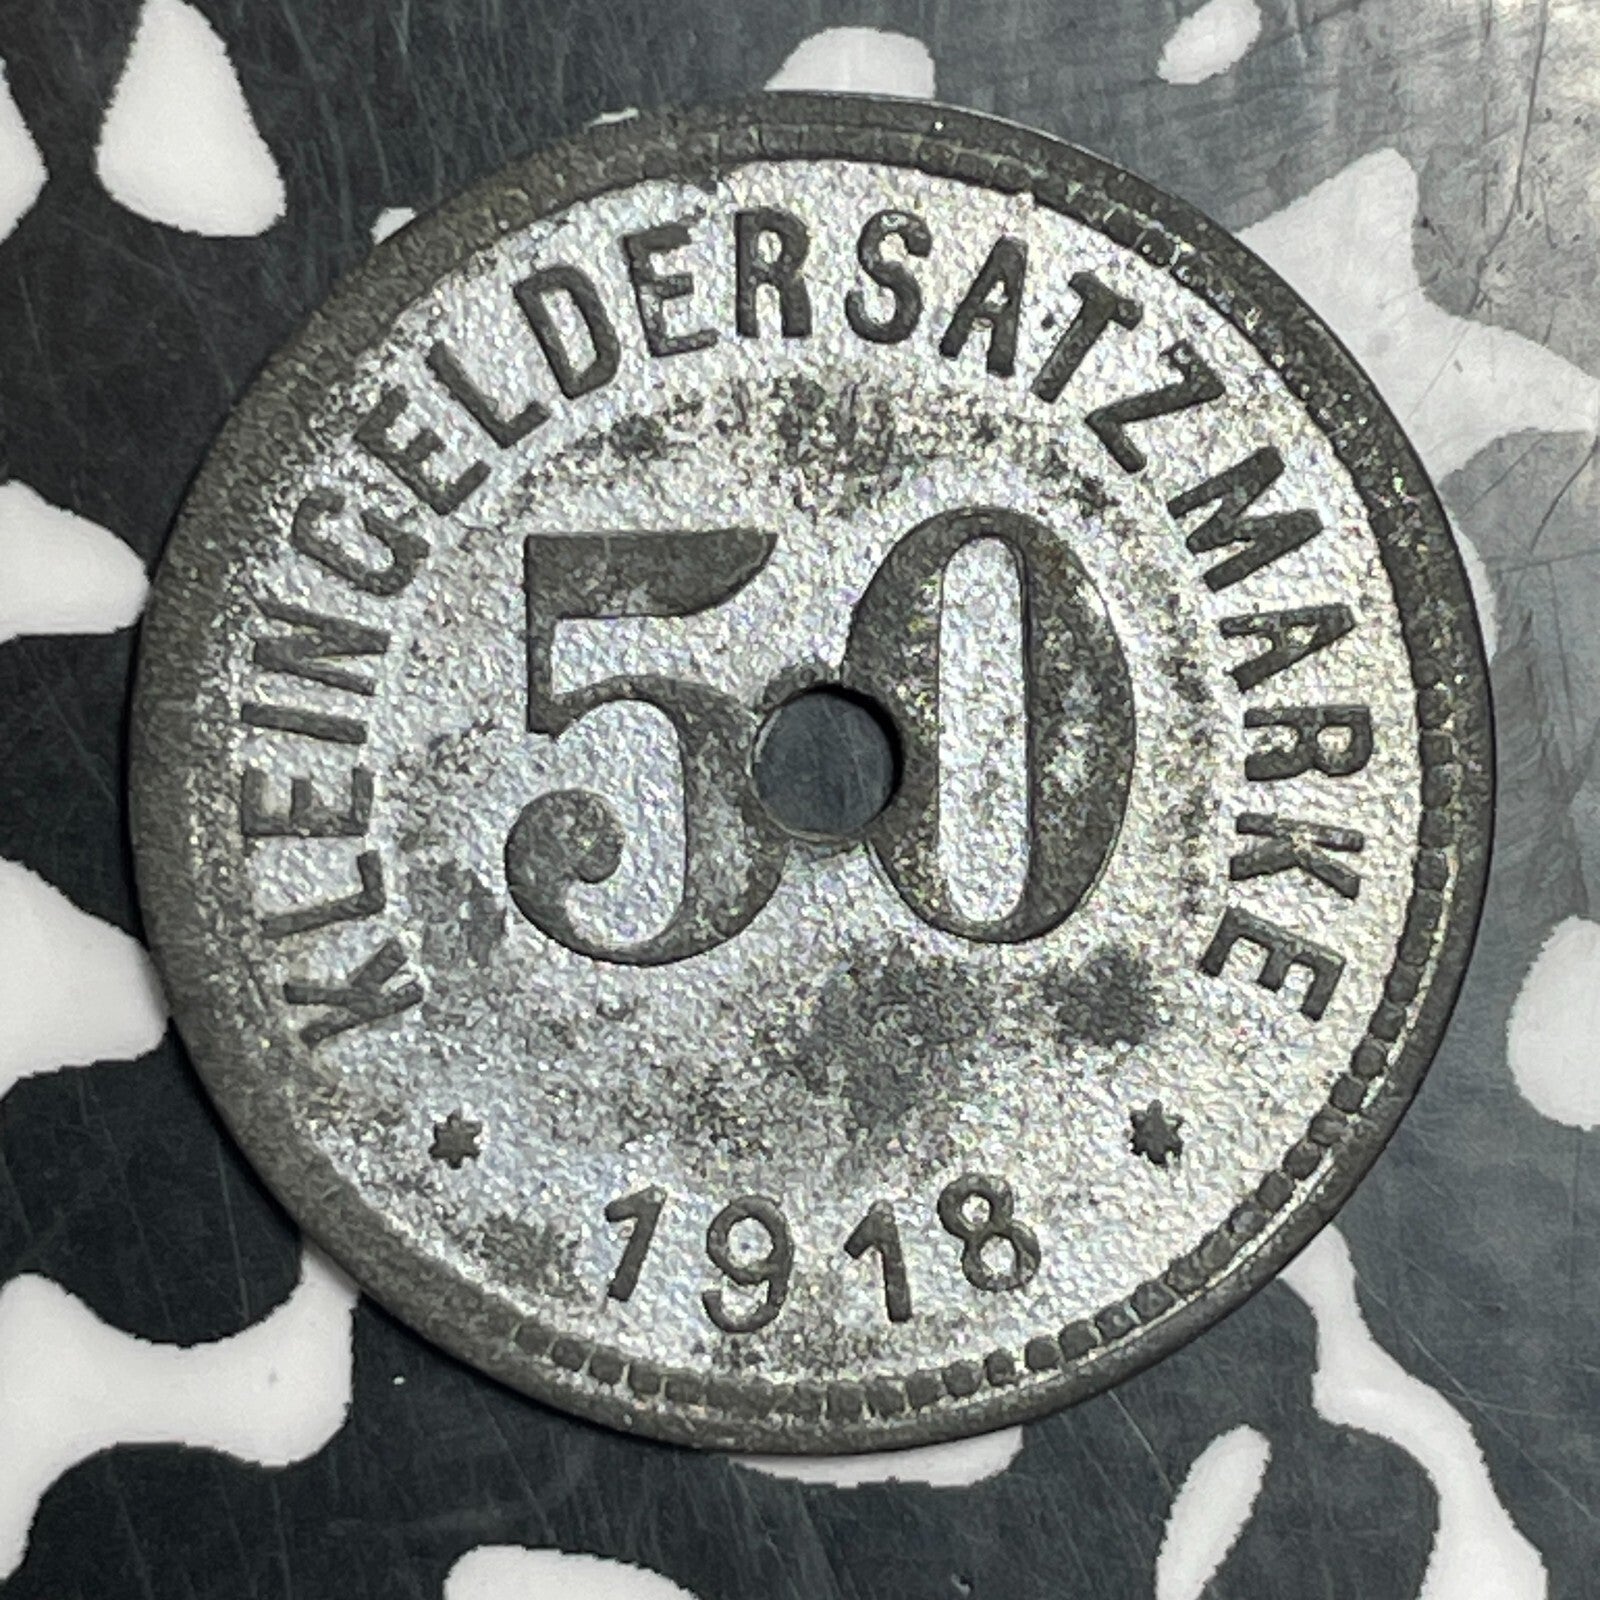 KLEINGELDERSATZMARKE
50
* 1918 *